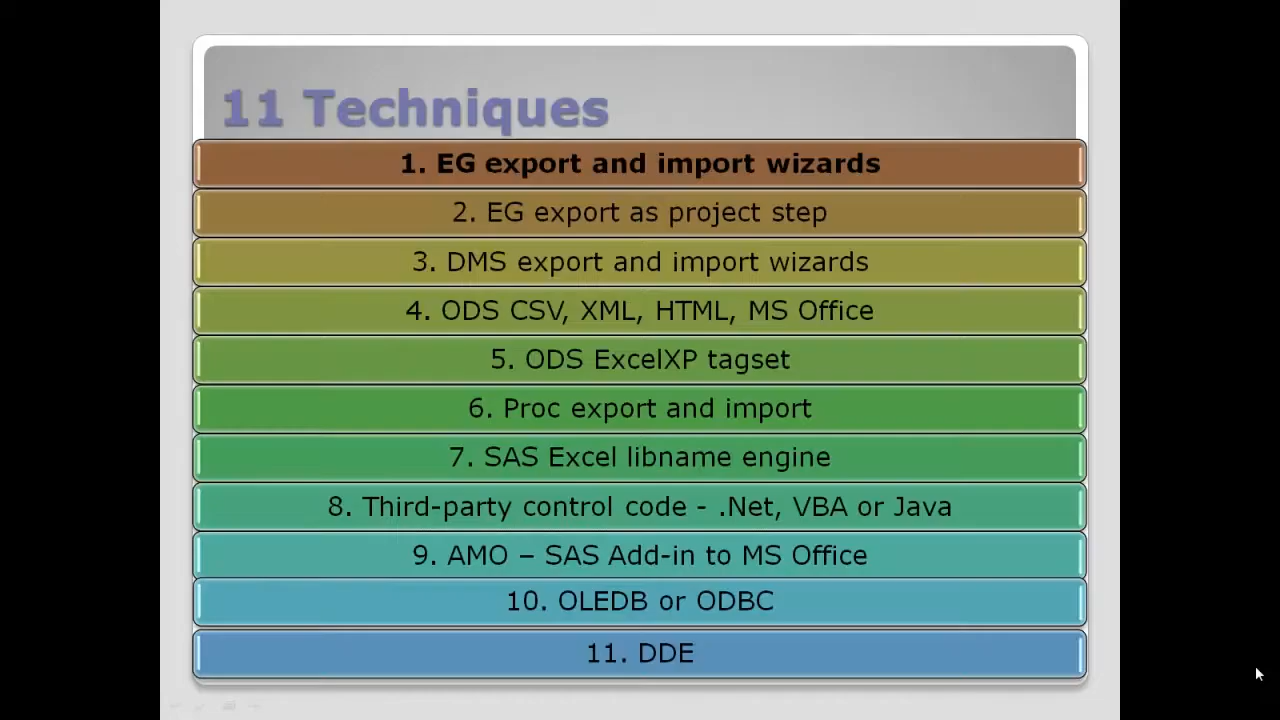 11 Techniques
1. EG export and import wizards
2. EG export as project step
3. DMS export and import wizards
4. ODS CSV, XML, HTML, MS Office
5. ODS ExcelXP tagset
6. Proc export and import
7. SAS Excel libname engine
8. Third-party control code - .Net, VBA or Java
9. AMO – SAS Add-in to MS Office
10. OLEDB or ODBC
11. DDE